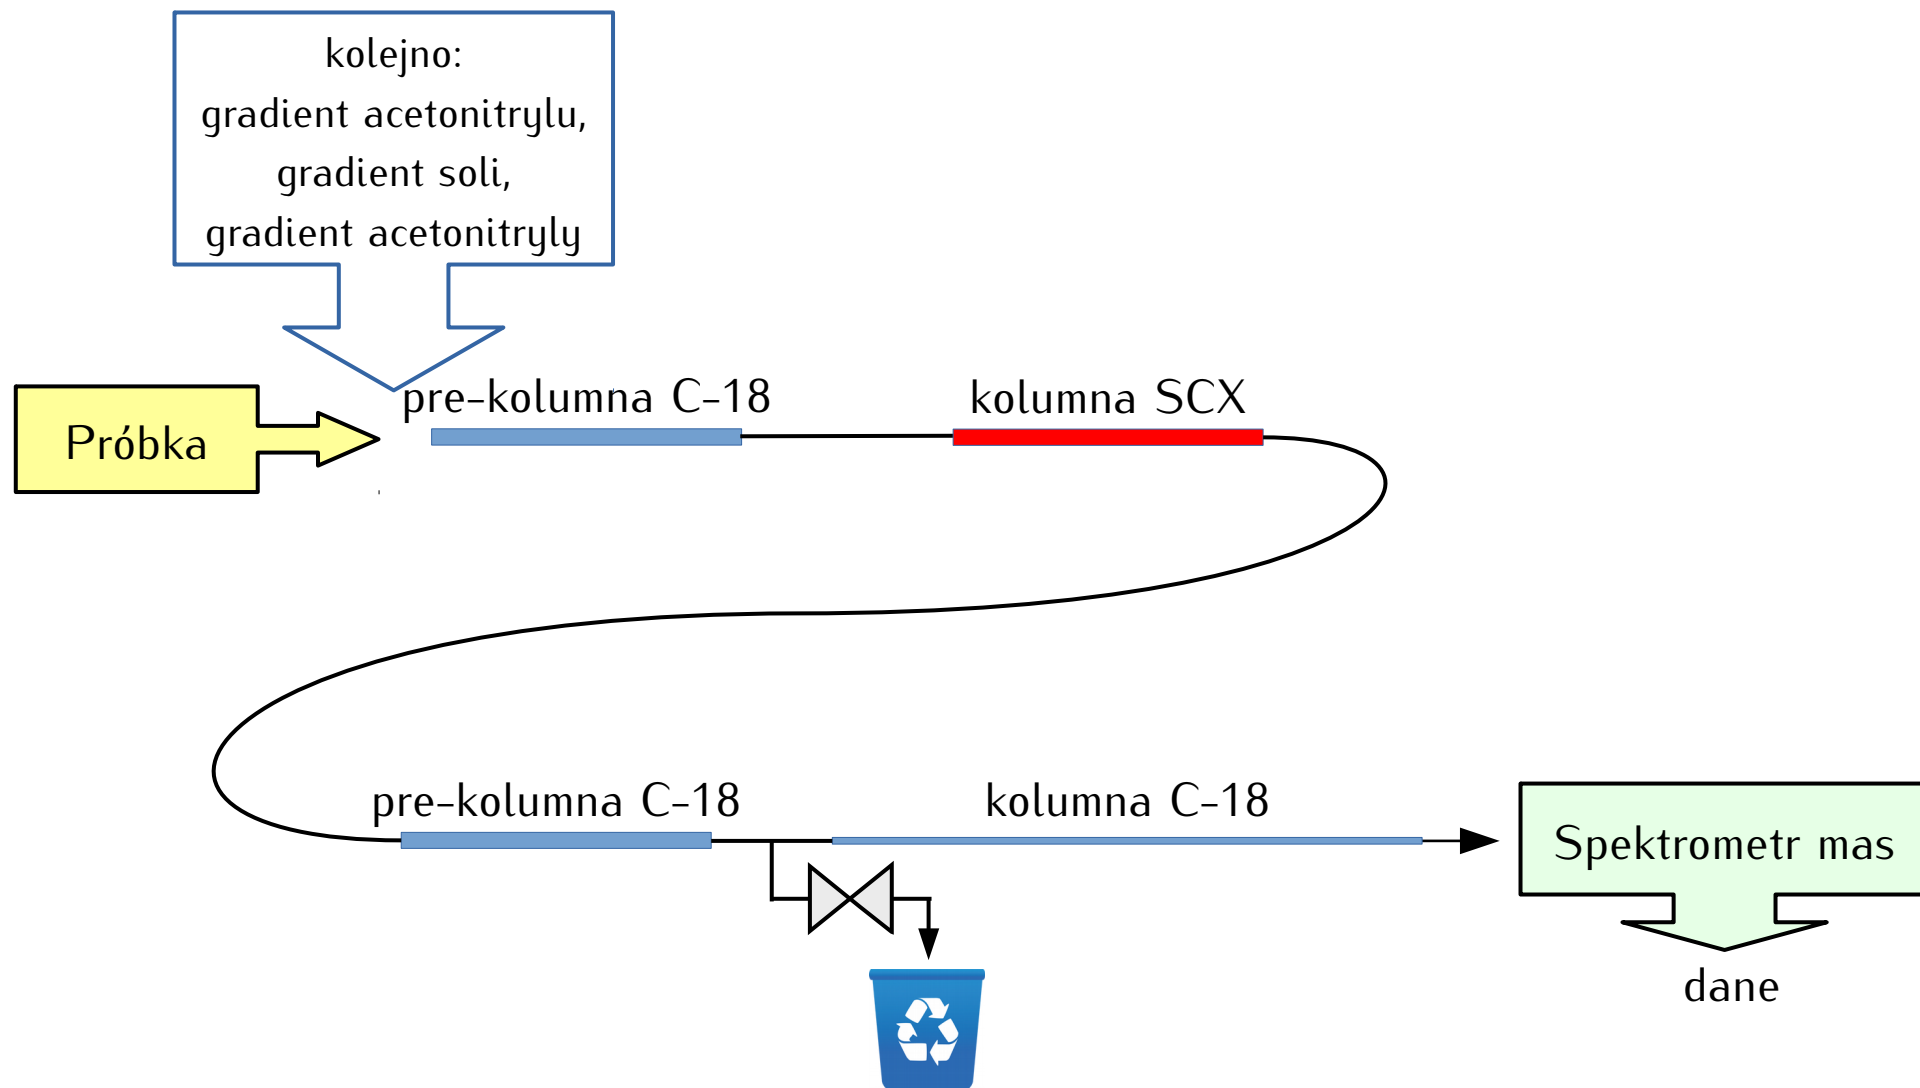 kolejno:
gradient acetonitrylu,
gradient soli,
gradient acetonitryly
Próbka
pre-kolumna C-18
kolumna SCX
pre-kolumna C-18
kolumna C-18
Spektrometr mas
dane